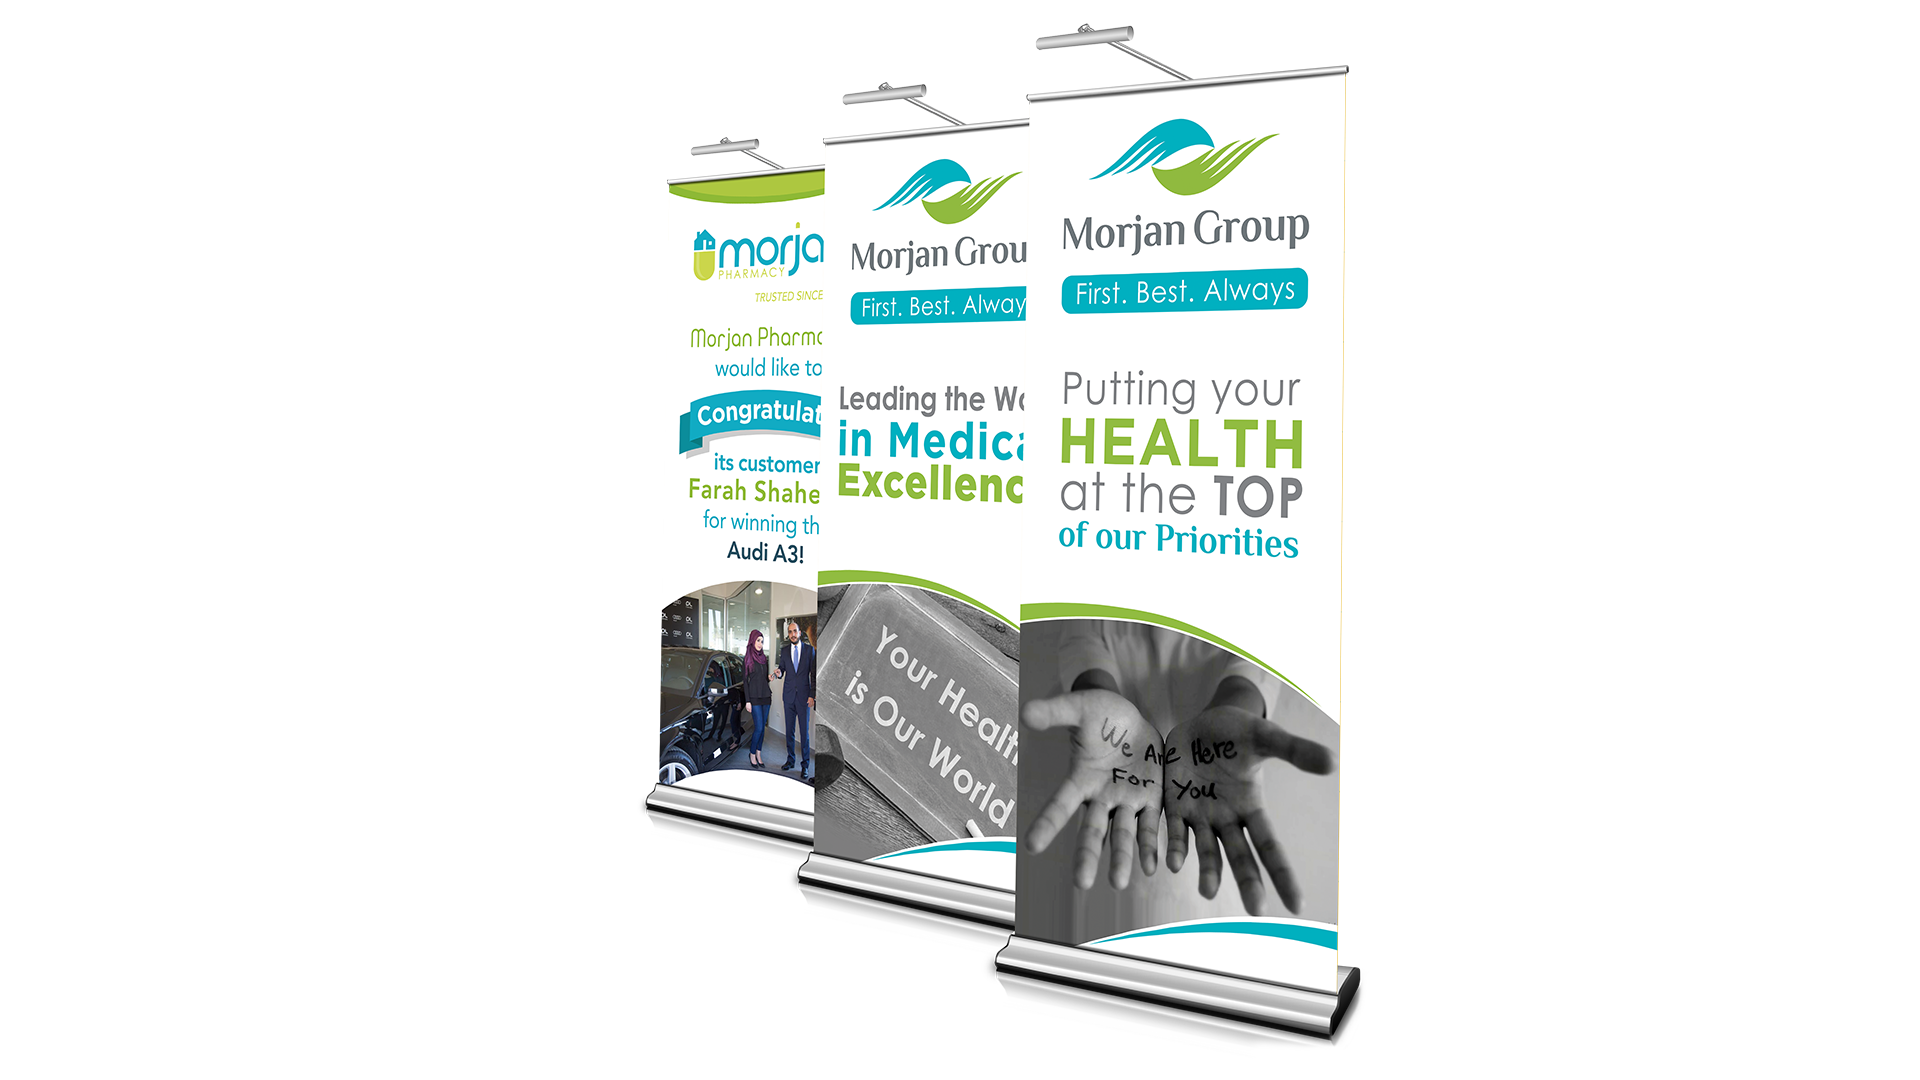 morja
PHARMACY
TRUSTED SINCE
Morjan Pharma
would like to
Congratulat
its customer
Farah Shahe
for winning th
Audi A3!
Morjan Grou
First. Best. Alway
Leading the Wo
in Medica
Excellenc
Your Healt
is Our World
Morjan Group
First. Best. Always
Putting your
HEALTH
at the TOP
of our Priorities
We Are Here
For You